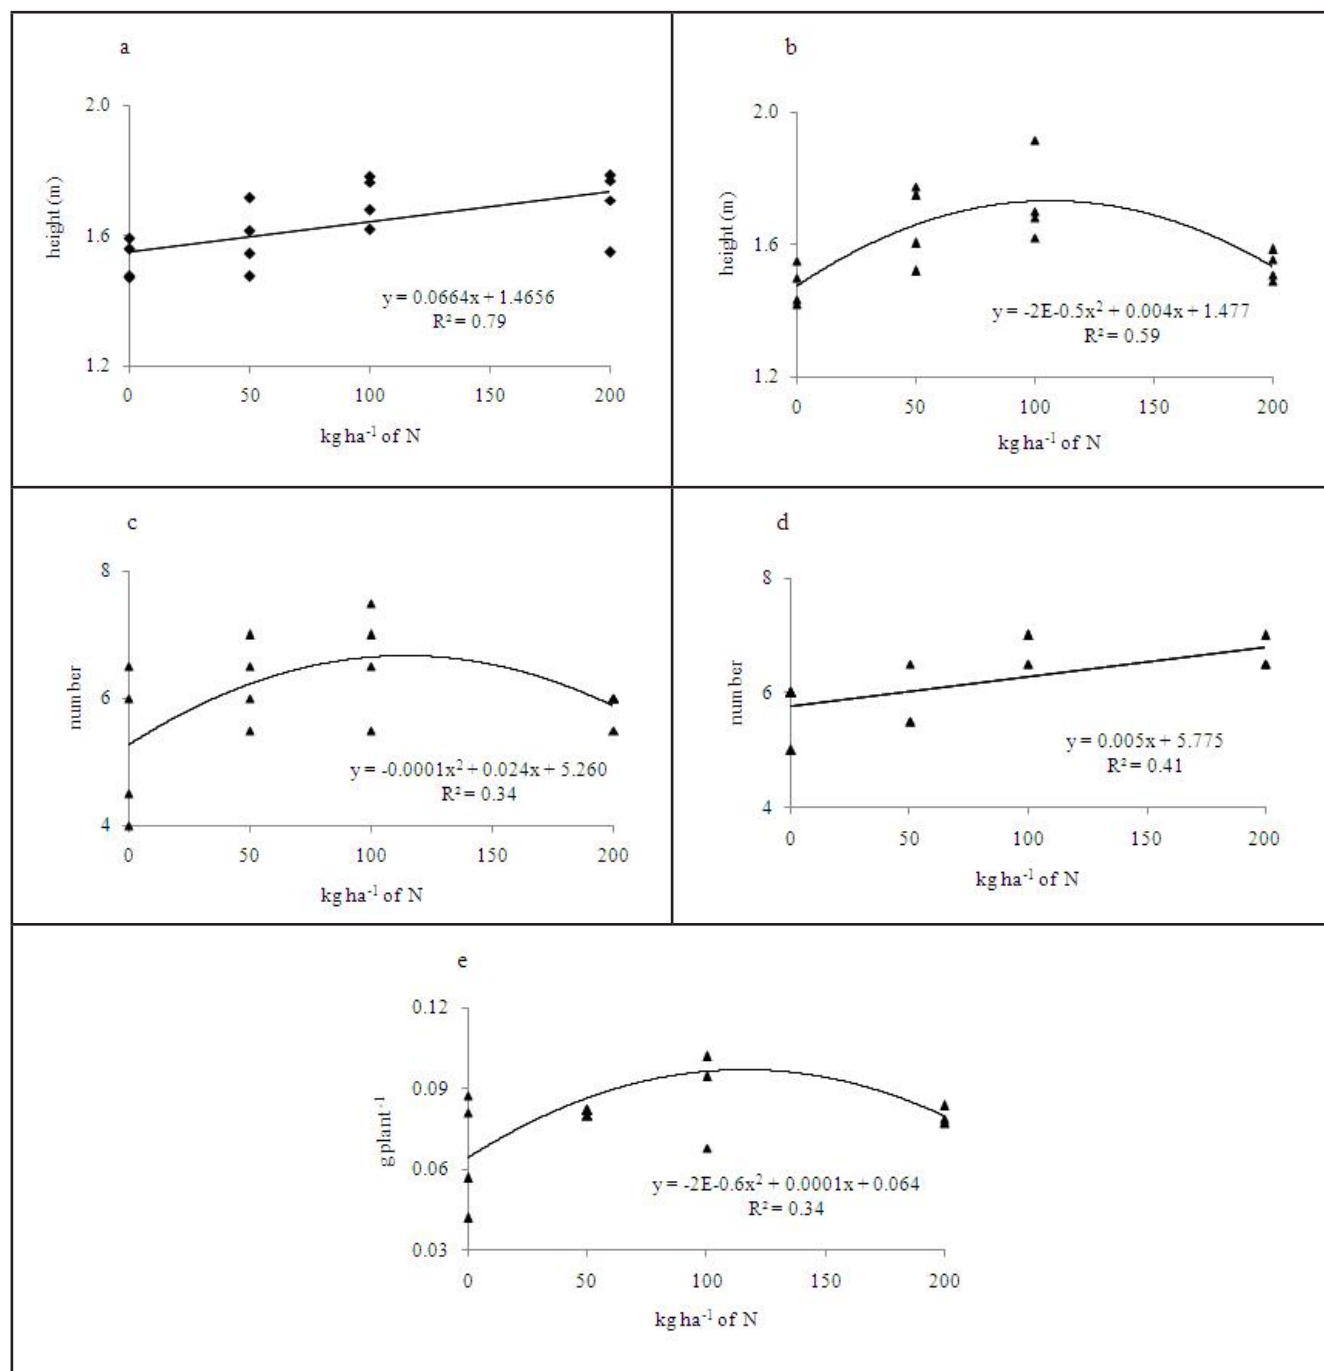 a
2.0
1.6
1.2
height (m)
y = 0.0664x + 1.4656
R² = 0.79
0 50 100 150 200
kg ha⁻¹ of N
b
2.0
1.6
1.2
height (m)
y = -2E-0.5x² + 0.004x + 1.477
R² = 0.59
0 50 100 150 200
kg ha⁻¹ of N
c
8
6
4
number
y = -0.0001x² + 0.024x + 5.260
R² = 0.34
0 50 100 150 200
kg ha⁻¹ of N
d
8
6
4
number
y = 0.005x + 5.775
R² = 0.41
0 50 100 150 200
kg ha⁻¹ of N
e
0.12
0.09
0.06
0.03
g plant⁻¹
y = -2E-0.6x² + 0.0001x + 0.064
R² = 0.34
0 50 100 150 200
kg ha⁻¹ of N